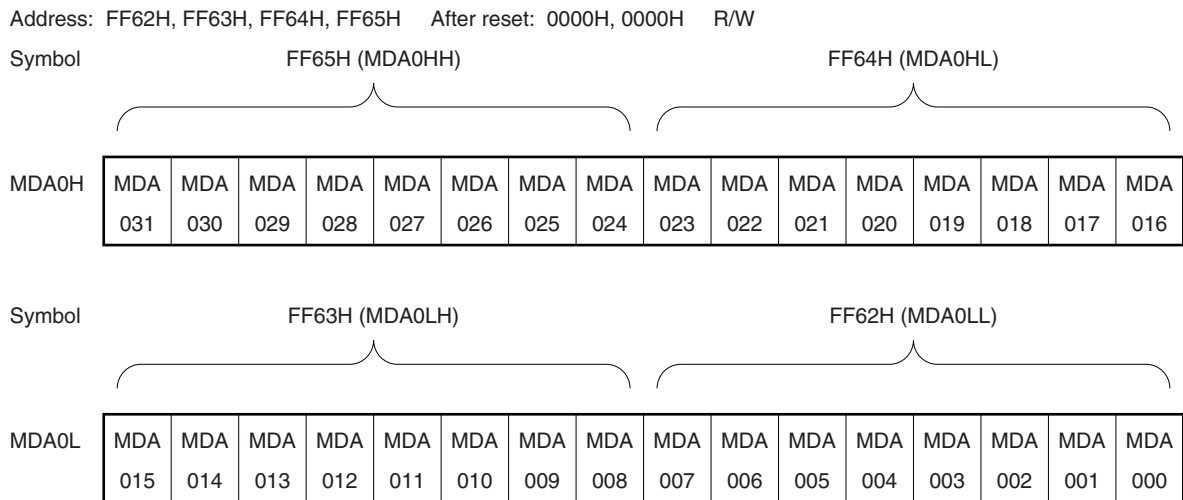 Address: FF62H, FF63H, FF64H, FF65H After reset: 0000H, 0000H R/W
Symbol FF65H (MDA0HH) FF64H (MDA0HL)
MDA0H MDA MDA MDA MDA MDA MDA MDA MDA MDA MDA MDA MDA MDA MDA MDA MDA
031 030 029 028 027 026 025 024 023 022 021 020 019 018 017 016
Symbol FF63H (MDA0LH) FF62H (MDA0LL)
MDA0L MDA MDA MDA MDA MDA MDA MDA MDA MDA MDA MDA MDA MDA MDA MDA MDA
015 014 013 012 011 010 009 008 007 006 005 004 003 002 001 000